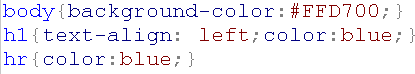 body{background-color:#FFD700;}
h1{text-align: left;color:blue;}
hr{color:blue;}